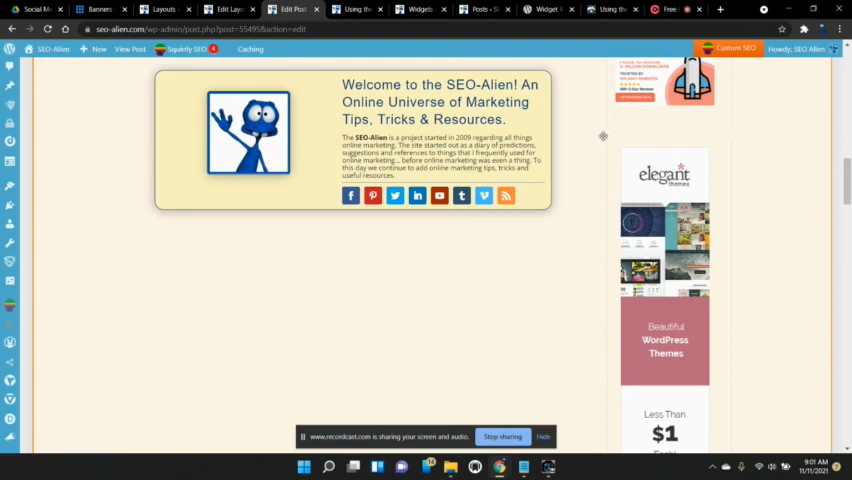 Social M
Banners
Layouts -
Edit Layo
Edit Post
Using the
Widgets
Posts - S
Widget V
Using the
Free
seo-alien.com/wp-admin/post.php?post=55495&action=edit
SEO-Alien
New
View Post
Squirrly SEO
4
Caching
Custom SEO
Howdy, SEO Alien
TRUSTED BY
Welcome to the SEO-Alien! An
Online Universe of Marketing
Tips, Tricks & Resources.
The SEO-Alien is a project started in 2009 regarding all things
online marketing. The site started out as a diary of predictions,
suggestions and references to things that I frequently used for
online marketing... before online marketing was even a thing. To
this day we continue to add online marketing tips, tricks and
useful resources.
elegant
themes
Beautiful
WordPress
Themes
Less Than
$1
www.recordcast.com is sharing your screen and audio.
Stop sharing
Hide
9:01 AM
11/11/2021